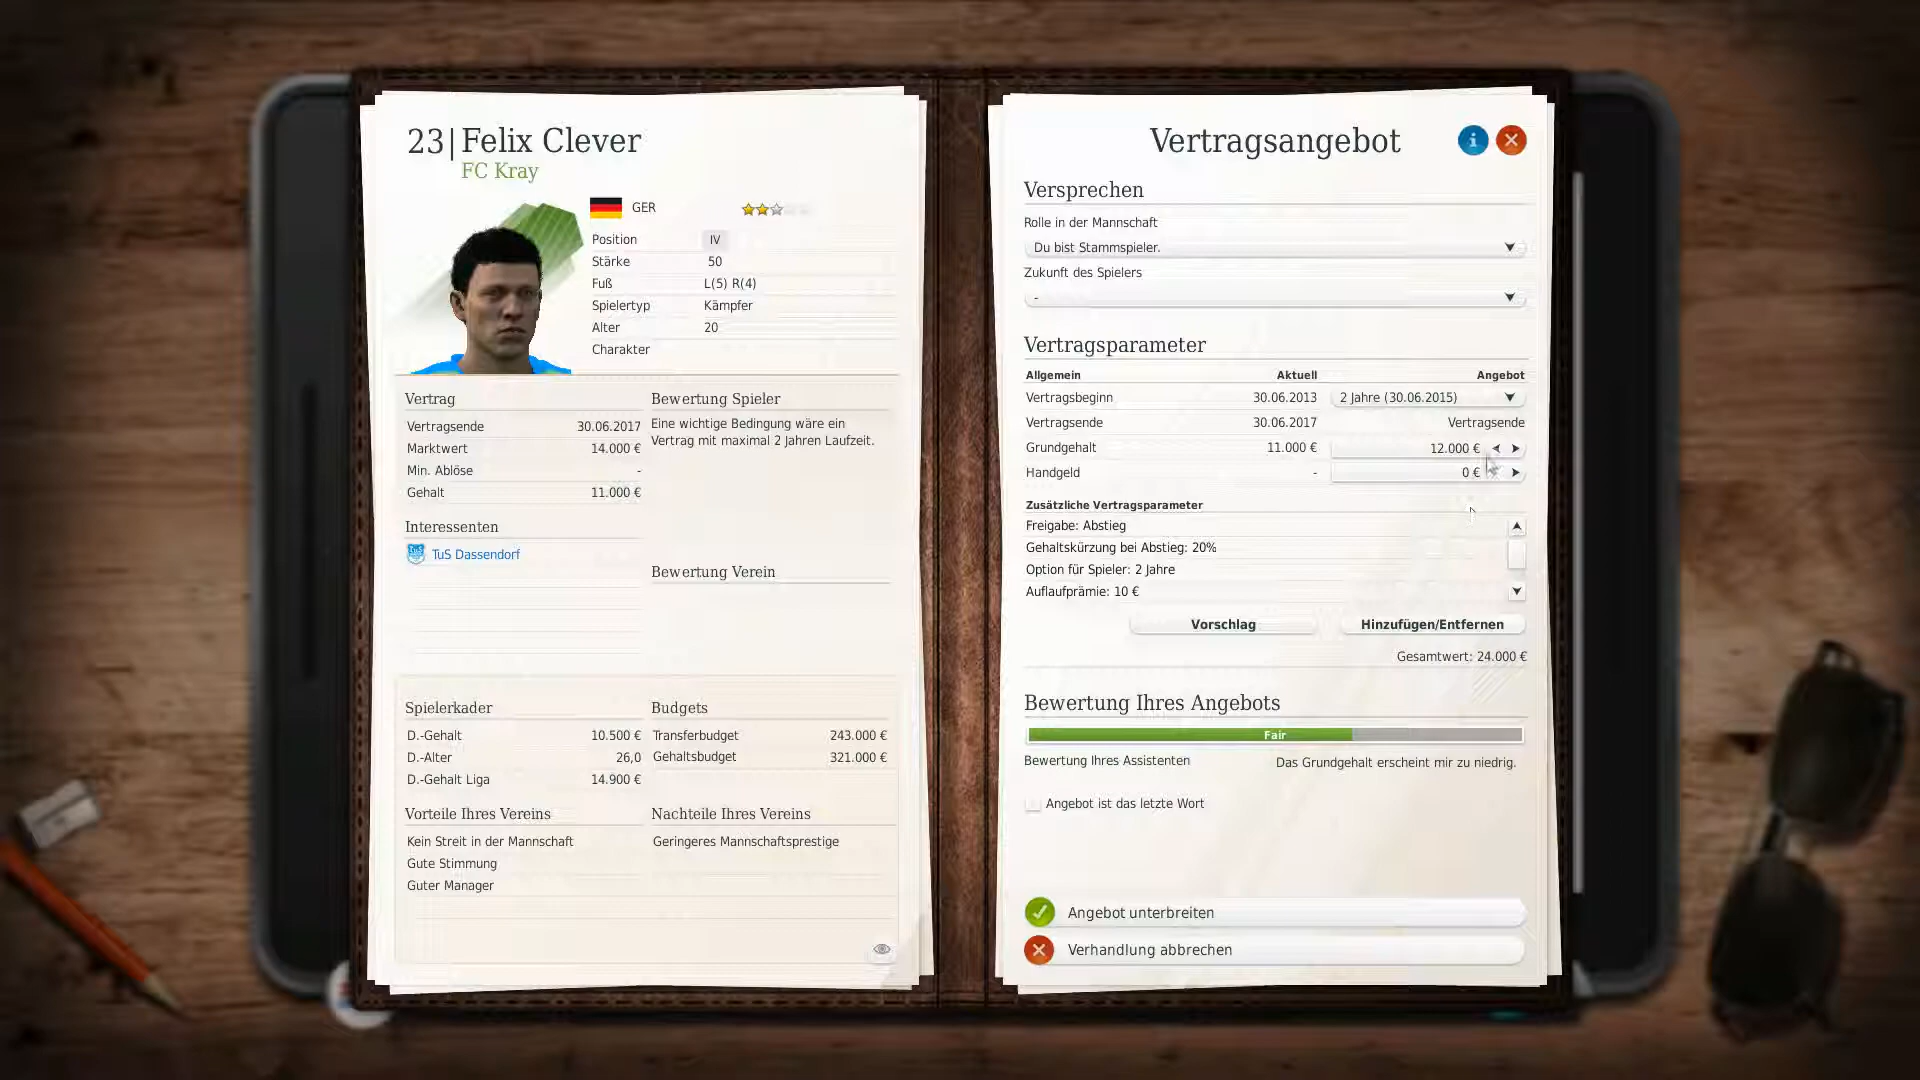 23|Felix Clever
FC Kray
GER
Position IV
Stärke 50
Fuß L(5) R(4)
Spielertyp Kämpfer
Alter 20
Charakter
Vertrag
Vertragsende 30.06.2017
Marktwert 14.000 €
Min. Ablöse -
Gehalt 11.000 €
Bewertung Spieler
Eine wichtige Bedingung wäre ein
Vertrag mit maximal 2 Jahren Laufzeit.
Interessenten
TuS Dassendorf
Bewertung Verein
Spielerkader
D.-Gehalt 10.500 €
D.-Alter 26,0
D.-Gehalt Liga 14.900 €
Budgets
Transferbudget 243.000 €
Gehaltsbudget 321.000 €
Vorteile Ihres Vereins
Kein Streit in der Mannschaft
Gute Stimmung
Guter Manager
Nachteile Ihres Vereins
Geringeres Mannschaftsprestige
Vertragsangebot
Versprechen
Rolle in der Mannschaft
Du bist Stammspieler.
Zukunft des Spielers
-
Vertragsparameter
Allgemein Aktuell Angebot
Vertragsbeginn 30.06.2013 2 Jahre (30.06.2015)
Vertragsende 30.06.2017 Vertragsende
Grundgehalt 11.000 € 12.000 €
Handgeld - 0 €
Zusätzliche Vertragsparameter
Freigabe: Abstieg
Gehaltskürzung bei Abstieg: 20%
Option für Spieler: 2 Jahre
Auflaufprämie: 10 €
Vorschlag Hinzufügen/Entfernen
Gesamtwert: 24.000 €
Bewertung Ihres Angebots
Fair
Bewertung Ihres Assistenten Das Grundgehalt erscheint mir zu niedrig.
Angebot ist das letzte Wort
Angebot unterbreiten
Verhandlung abbrechen